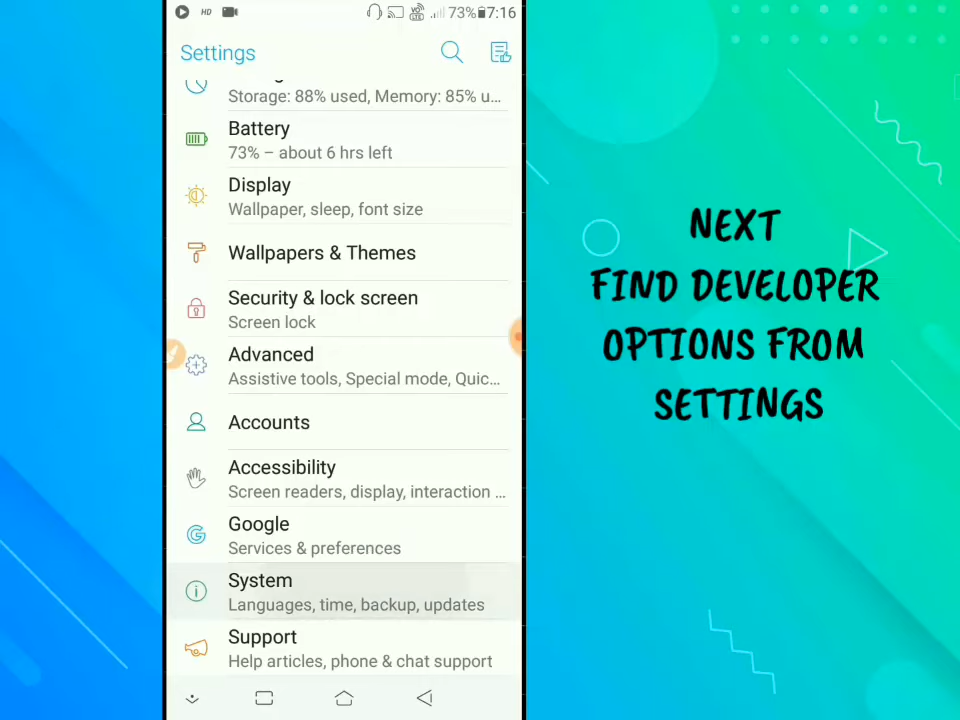 HD 73% 7:16
Settings
Storage: 88% used, Memory: 85% u...
Battery
73% – about 6 hrs left
Display
Wallpaper, sleep, font size
Wallpapers & Themes
Security & lock screen
Screen lock
Advanced
Assistive tools, Special mode, Quic...
Accounts
Accessibility
Screen readers, display, interaction ...
Google
Services & preferences
System
Languages, time, backup, updates
Support
Help articles, phone & chat support
NEXT
FIND DEVELOPER
OPTIONS FROM
SETTINGS